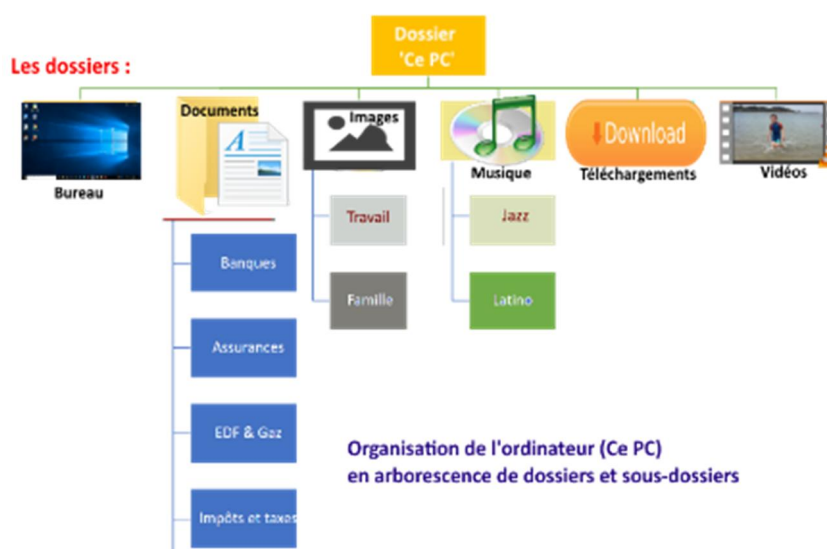 Dossier
'Ce PC'
Les dossiers :
Bureau
Documents
A
Images
Musique
Download
Téléchargements
Vidéos
Travail
Jazz
Banques
Famille
Latino
Assurances
EDF & Gaz
Organisation de l'ordinateur (Ce PC)
en arborescence de dossiers et sous-dossiers
Impôts et taxes